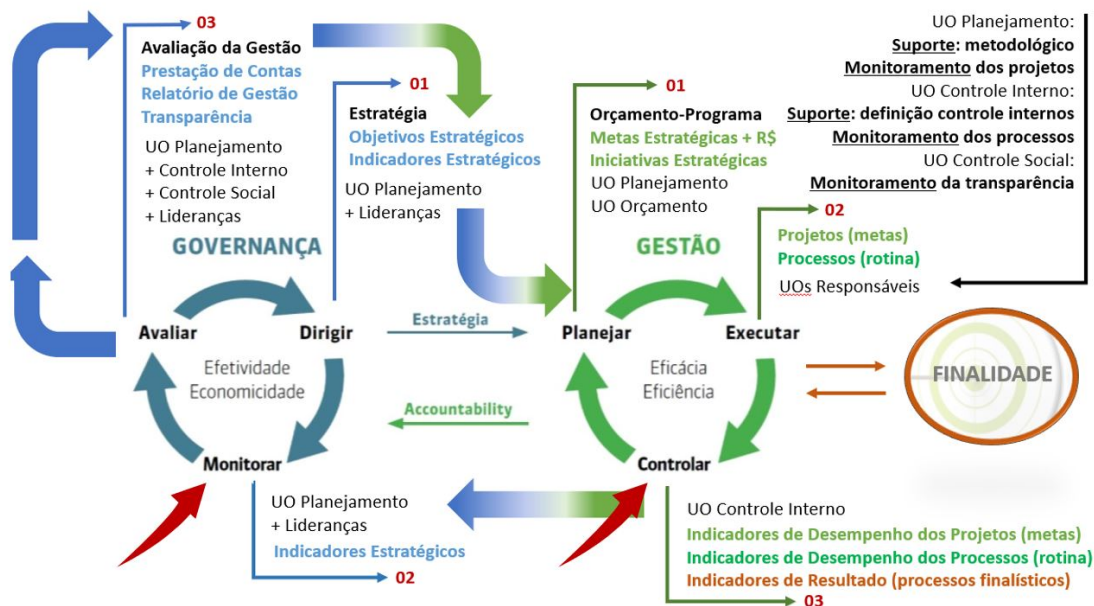 03
Avaliação da Gestão
Prestação de Contas
Relatório de Gestão
Transparência
UO Planejamento
+ Controle Interno
+ Controle Social
+ Lideranças
01
Estratégia
Objetivos Estratégicos
Indicadores Estratégicos
UO Planejamento
+ Lideranças
01
Orçamento-Programa
Metas Estratégicas + R$
Iniciativas Estratégicas
UO Planejamento
UO Orçamento
UO Planejamento:
Suporte: metodológico
Monitoramento dos projetos
UO Controle Interno:
Suporte: definição controle internos
Monitoramento dos processos
UO Controle Social:
Monitoramento da transparência
02
Projetos (metas)
Processos (rotina)
UOs Responsáveis
GOVERNANÇA
Avaliar
Dirigir
Efetividade
Economicidade
Monitorar
Estratégia
Accountability
GESTÃO
Planejar
Executar
Eficácia
Eficiência
Controlar
FINALIDADE
UO Planejamento
+ Lideranças
Indicadores Estratégicos
02
UO Controle Interno
Indicadores de Desempenho dos Projetos (metas)
Indicadores de Desempenho dos Processos (rotina)
Indicadores de Resultado (processos finalísticos)
03